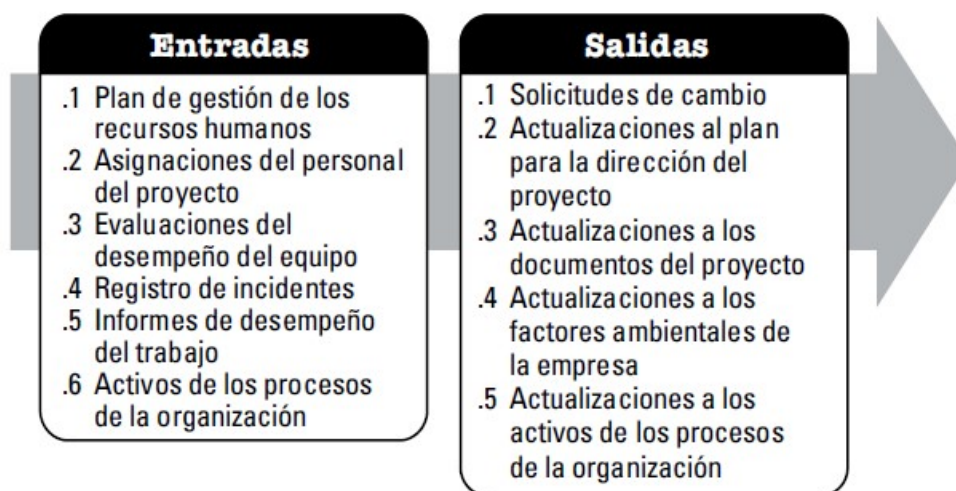 Entradas
.1 Plan de gestión de los
recursos humanos
.2 Asignaciones del personal
del proyecto
.3 Evaluaciones del
desempeño del equipo
.4 Registro de incidentes
.5 Informes de desempeño
del trabajo
.6 Activos de los procesos
de la organización
Salidas
.1 Solicitudes de cambio
.2 Actualizaciones al plan
para la dirección del
proyecto
.3 Actualizaciones a los
documentos del proyecto
.4 Actualizaciones a los
factores ambientales de
la empresa
.5 Actualizaciones a los
activos de los procesos
de la organización